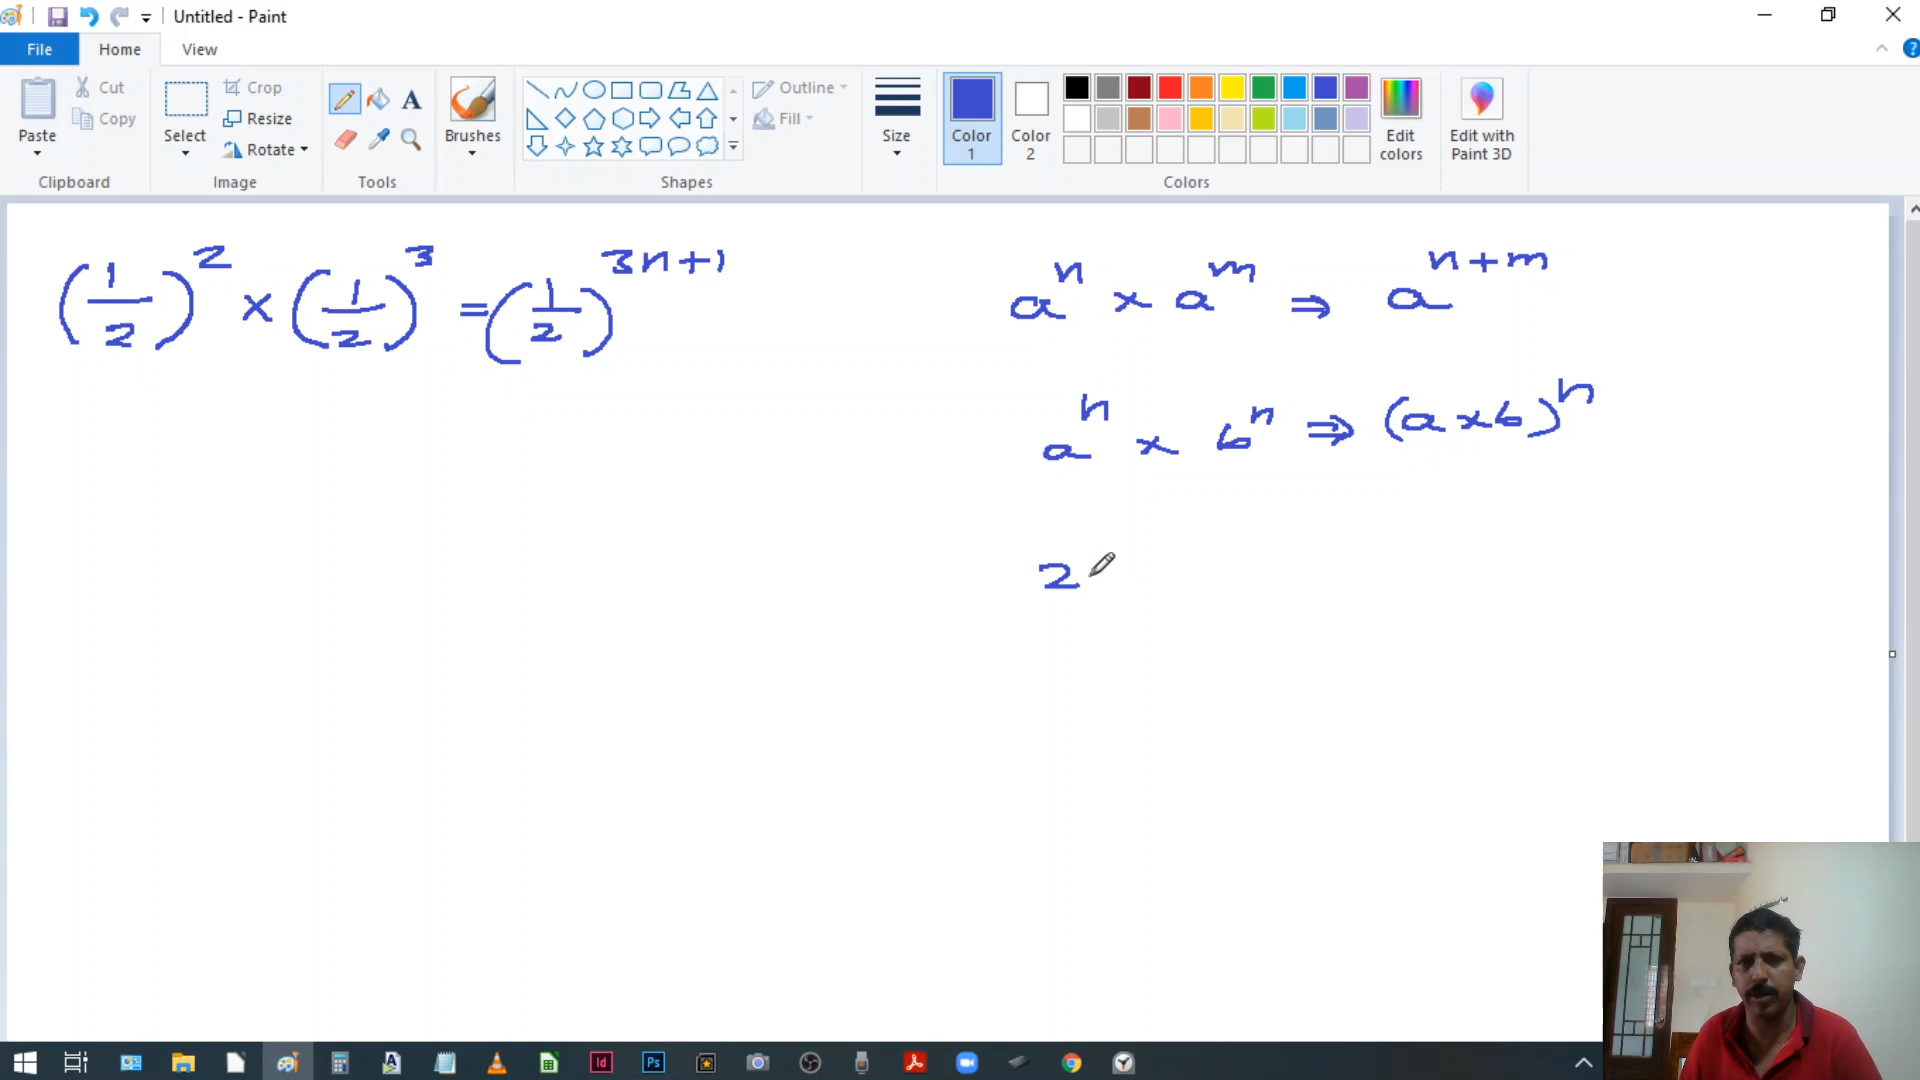 Untitled - Paint
File Home View
Paste Cut Copy Clipboard
Select Crop Resize Rotate Image
Tools
Brushes
Shapes
Outline Fill
Size
Color 1
Color 2
Edit colors
Colors
Edit with Paint 3D
(1/2)^2 × (1/2)^3 = (1/2)^{3n+1}
a^n × a^m ⇒ a^{n+m}
a^n × b^n ⇒ (a×b)^n
2